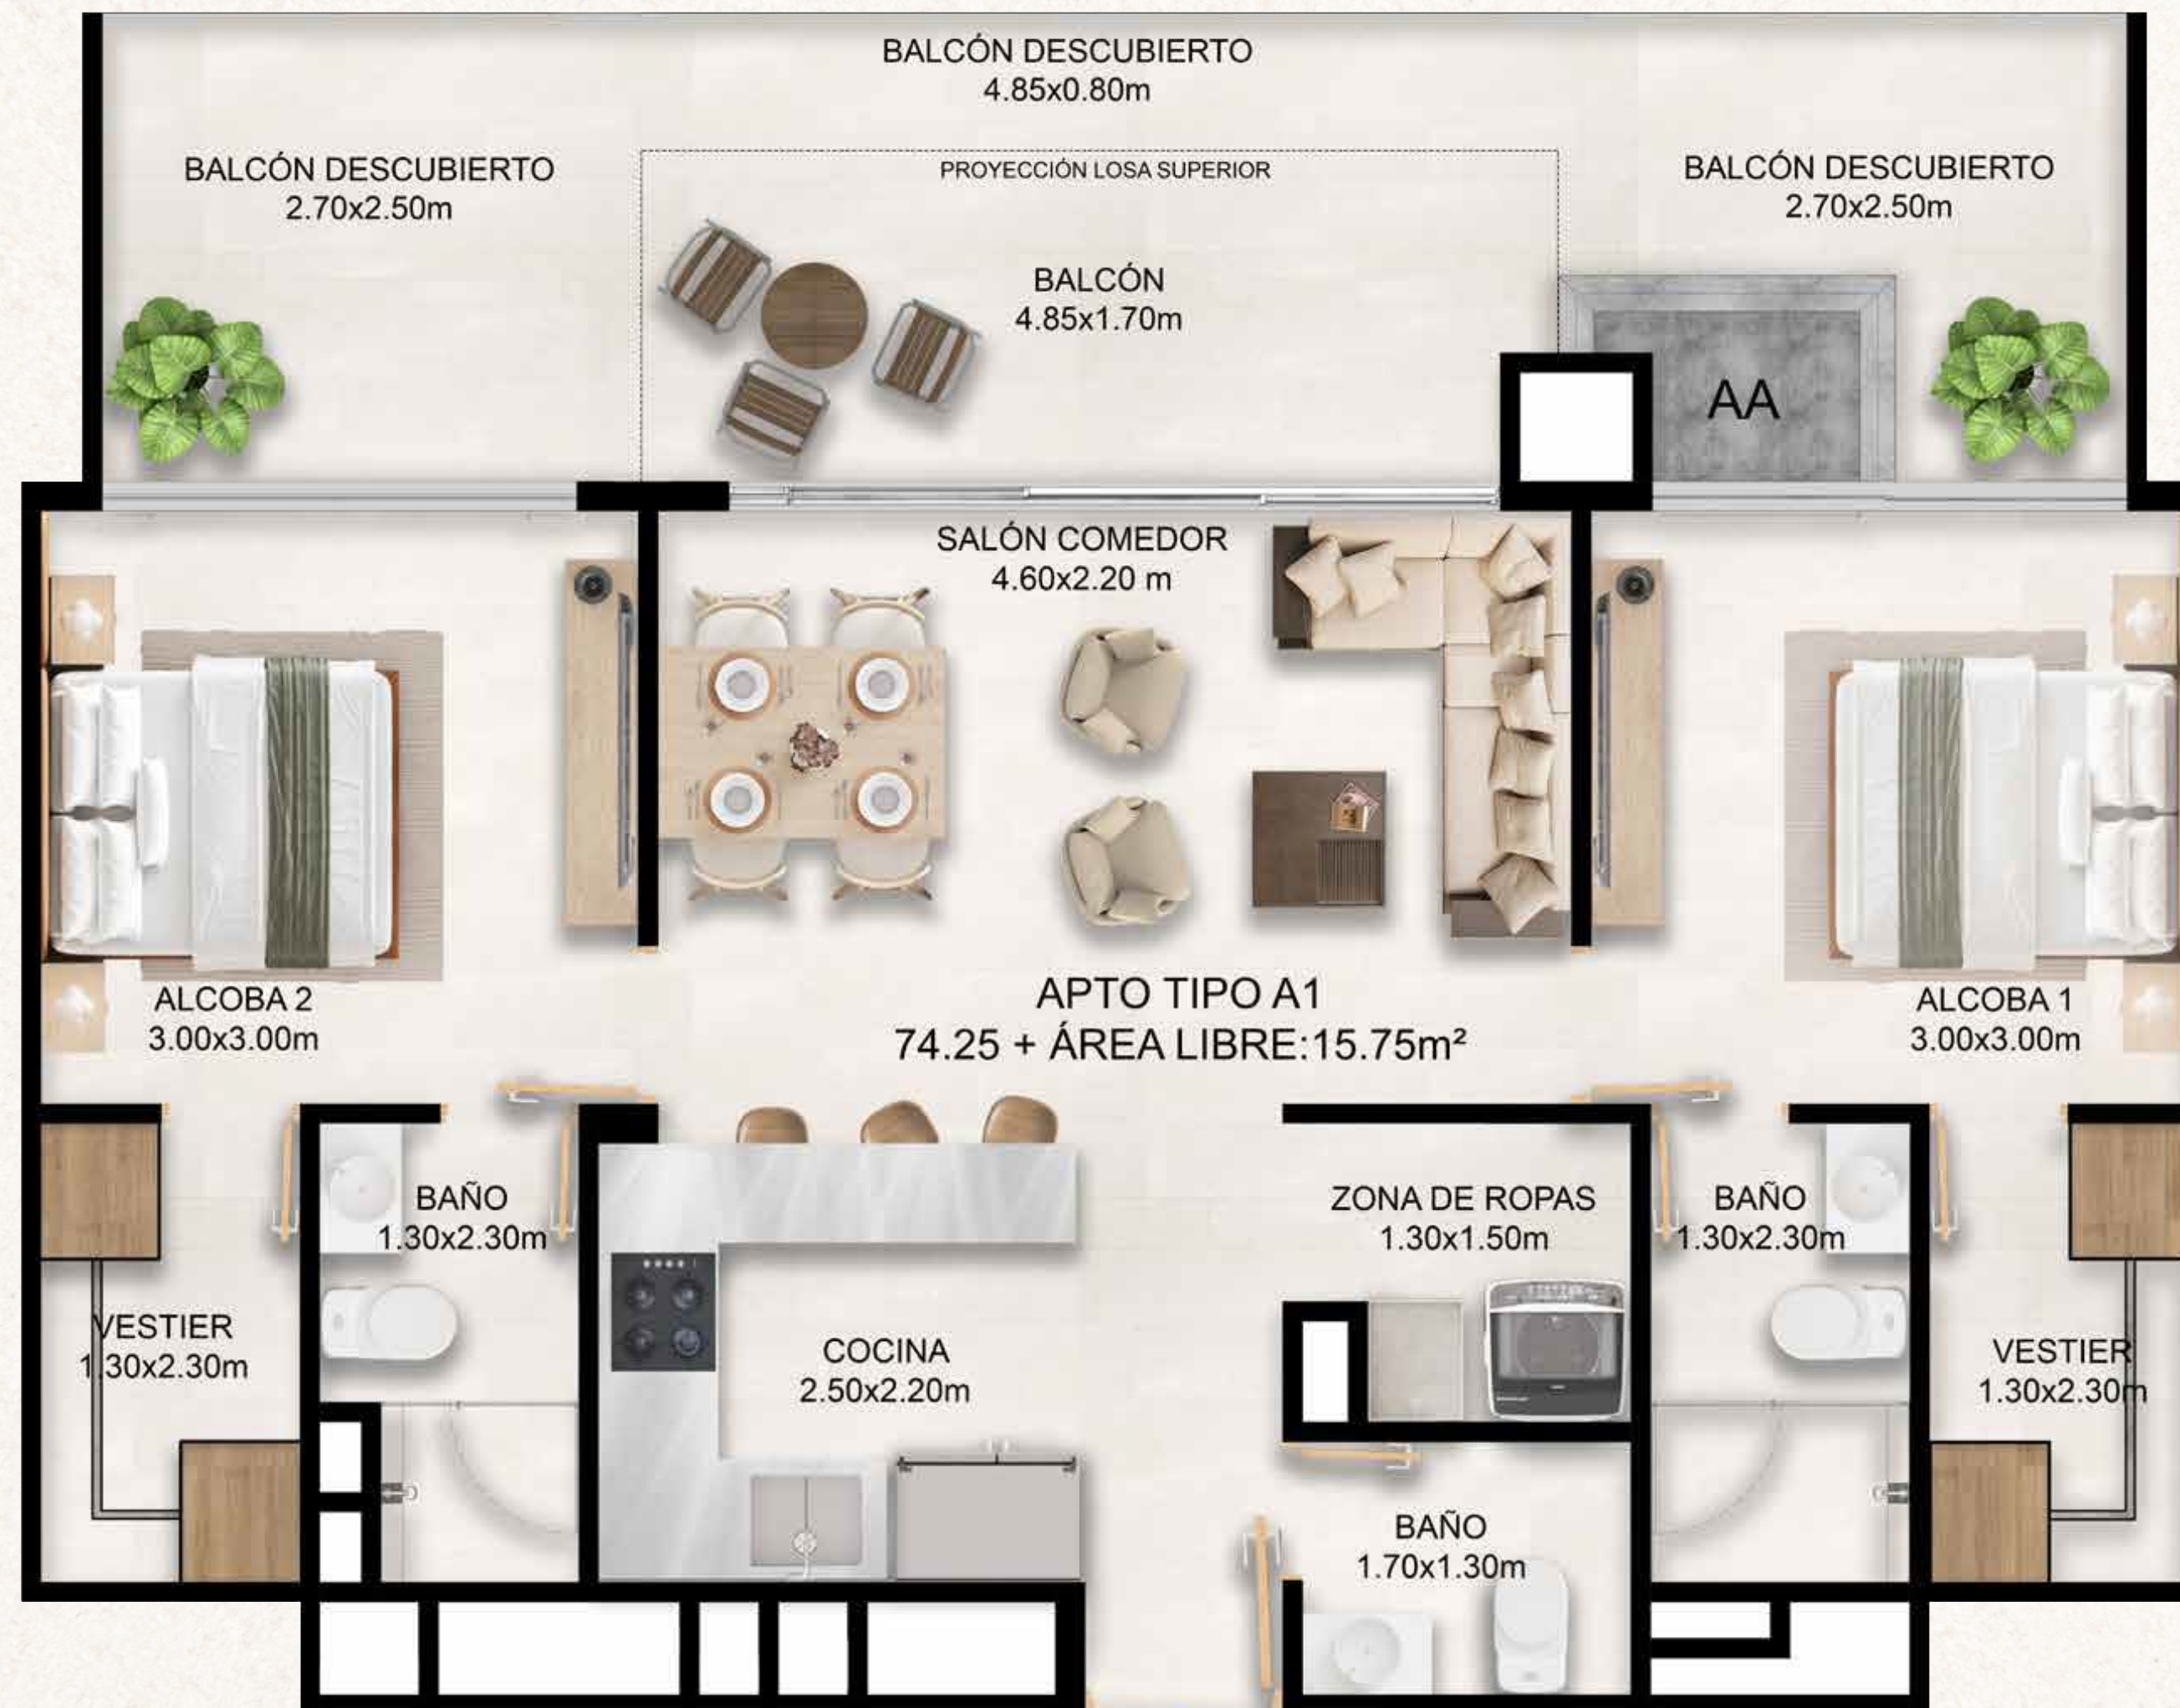 BALCÓN DESCUBIERTO
4.85x0.80m
BALCÓN DESCUBIERTO
2.70x2.50m
PROYECCIÓN LOSA SUPERIOR
BALCÓN DESCUBIERTO
2.70x2.50m
BALCÓN
4.85x1.70m
AA
SALÓN COMEDOR
4.60x2.20 m
ALCOBA 2
3.00x3.00m
APTO TIPO A1
74.25 + ÁREA LIBRE:15.75m²
ALCOBA 1
3.00x3.00m
BAÑO
1.30x2.30m
ZONA DE ROPAS
1.30x1.50m
BAÑO
1.30x2.30m
VESTIER
1.30x2.30m
COCINA
2.50x2.20m
VESTIER
1.30x2.30m
BAÑO
1.70x1.30m